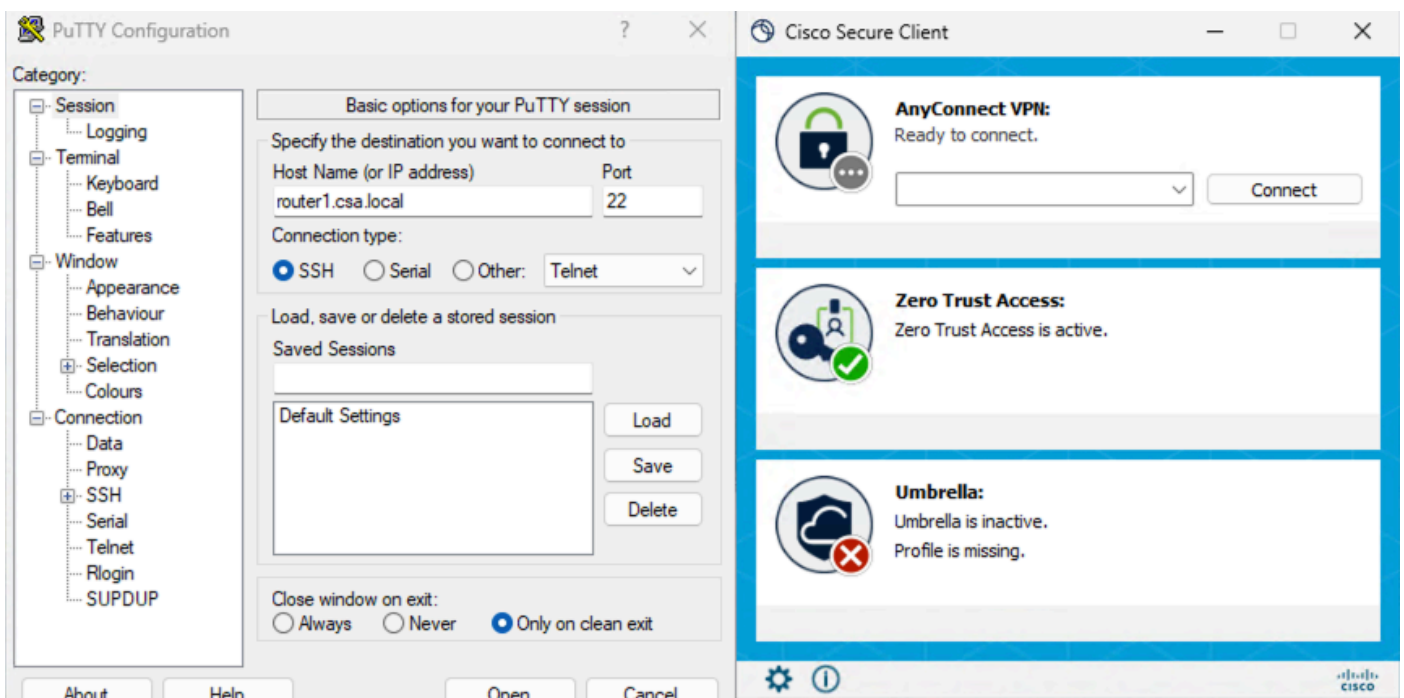 PuTTY Configuration
?
Category:
Session
Logging
Terminal
Keyboard
Bell
Features
Window
Appearance
Behaviour
Translation
Selection
Colours
Connection
Data
Proxy
SSH
Serial
Telnet
Rlogin
SUPDUP
Basic options for your PuTTY session
Specify the destination you want to connect to
Host Name (or IP address) Port
router1.csa.local 22
Connection type:
SSH Serial Other: Telnet
Load, save or delete a stored session
Saved Sessions
Default Settings
Load
Save
Delete
Close window on exit:
Always Never Only on clean exit
About Help Open Cancel
Cisco Secure Client
AnyConnect VPN:
Ready to connect.
Connect
Zero Trust Access:
Zero Trust Access is active.
Umbrella:
Umbrella is inactive.
Profile is missing.
CISCO